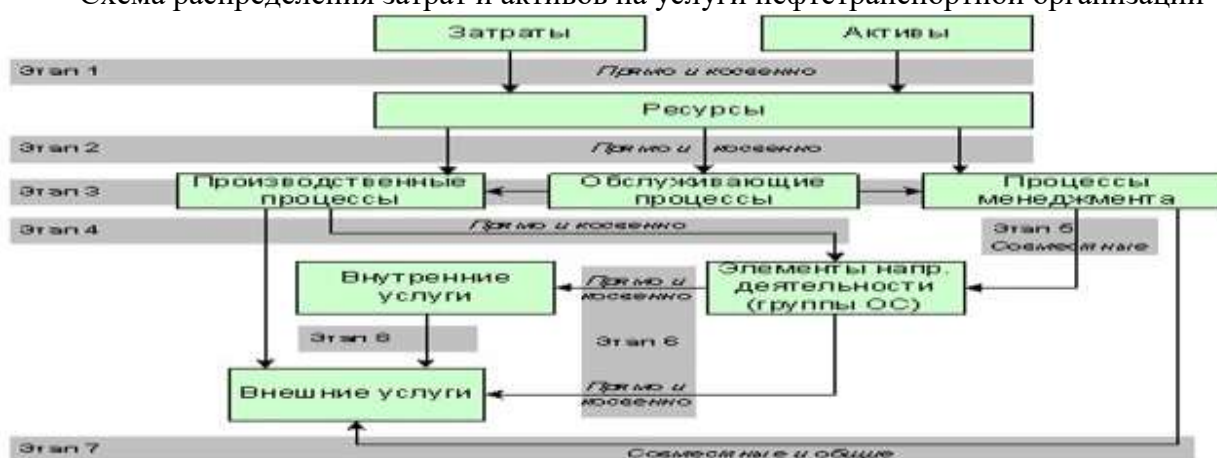 Схема распределения затрат и активов на услуги нефтетранспортной организации
Затраты
Активы
Этап 1
Прямо и косвенно
Ресурсы
Этап 2
Прямо и косвенно
Этап 3
Производственные
процессы
Обслуживающие
процессы
Процессы
менеджмента
Этап 4
Прямо и косвенно
Этап 5
Совместные
Внутренние
услуги
Прямо и
косвенно
Элементы напр.
деятельности
(группы ОС)
Этап 8
Этап 6
Внешние услуги
Прямо и
косвенно
Этап 7
Совместные и общие